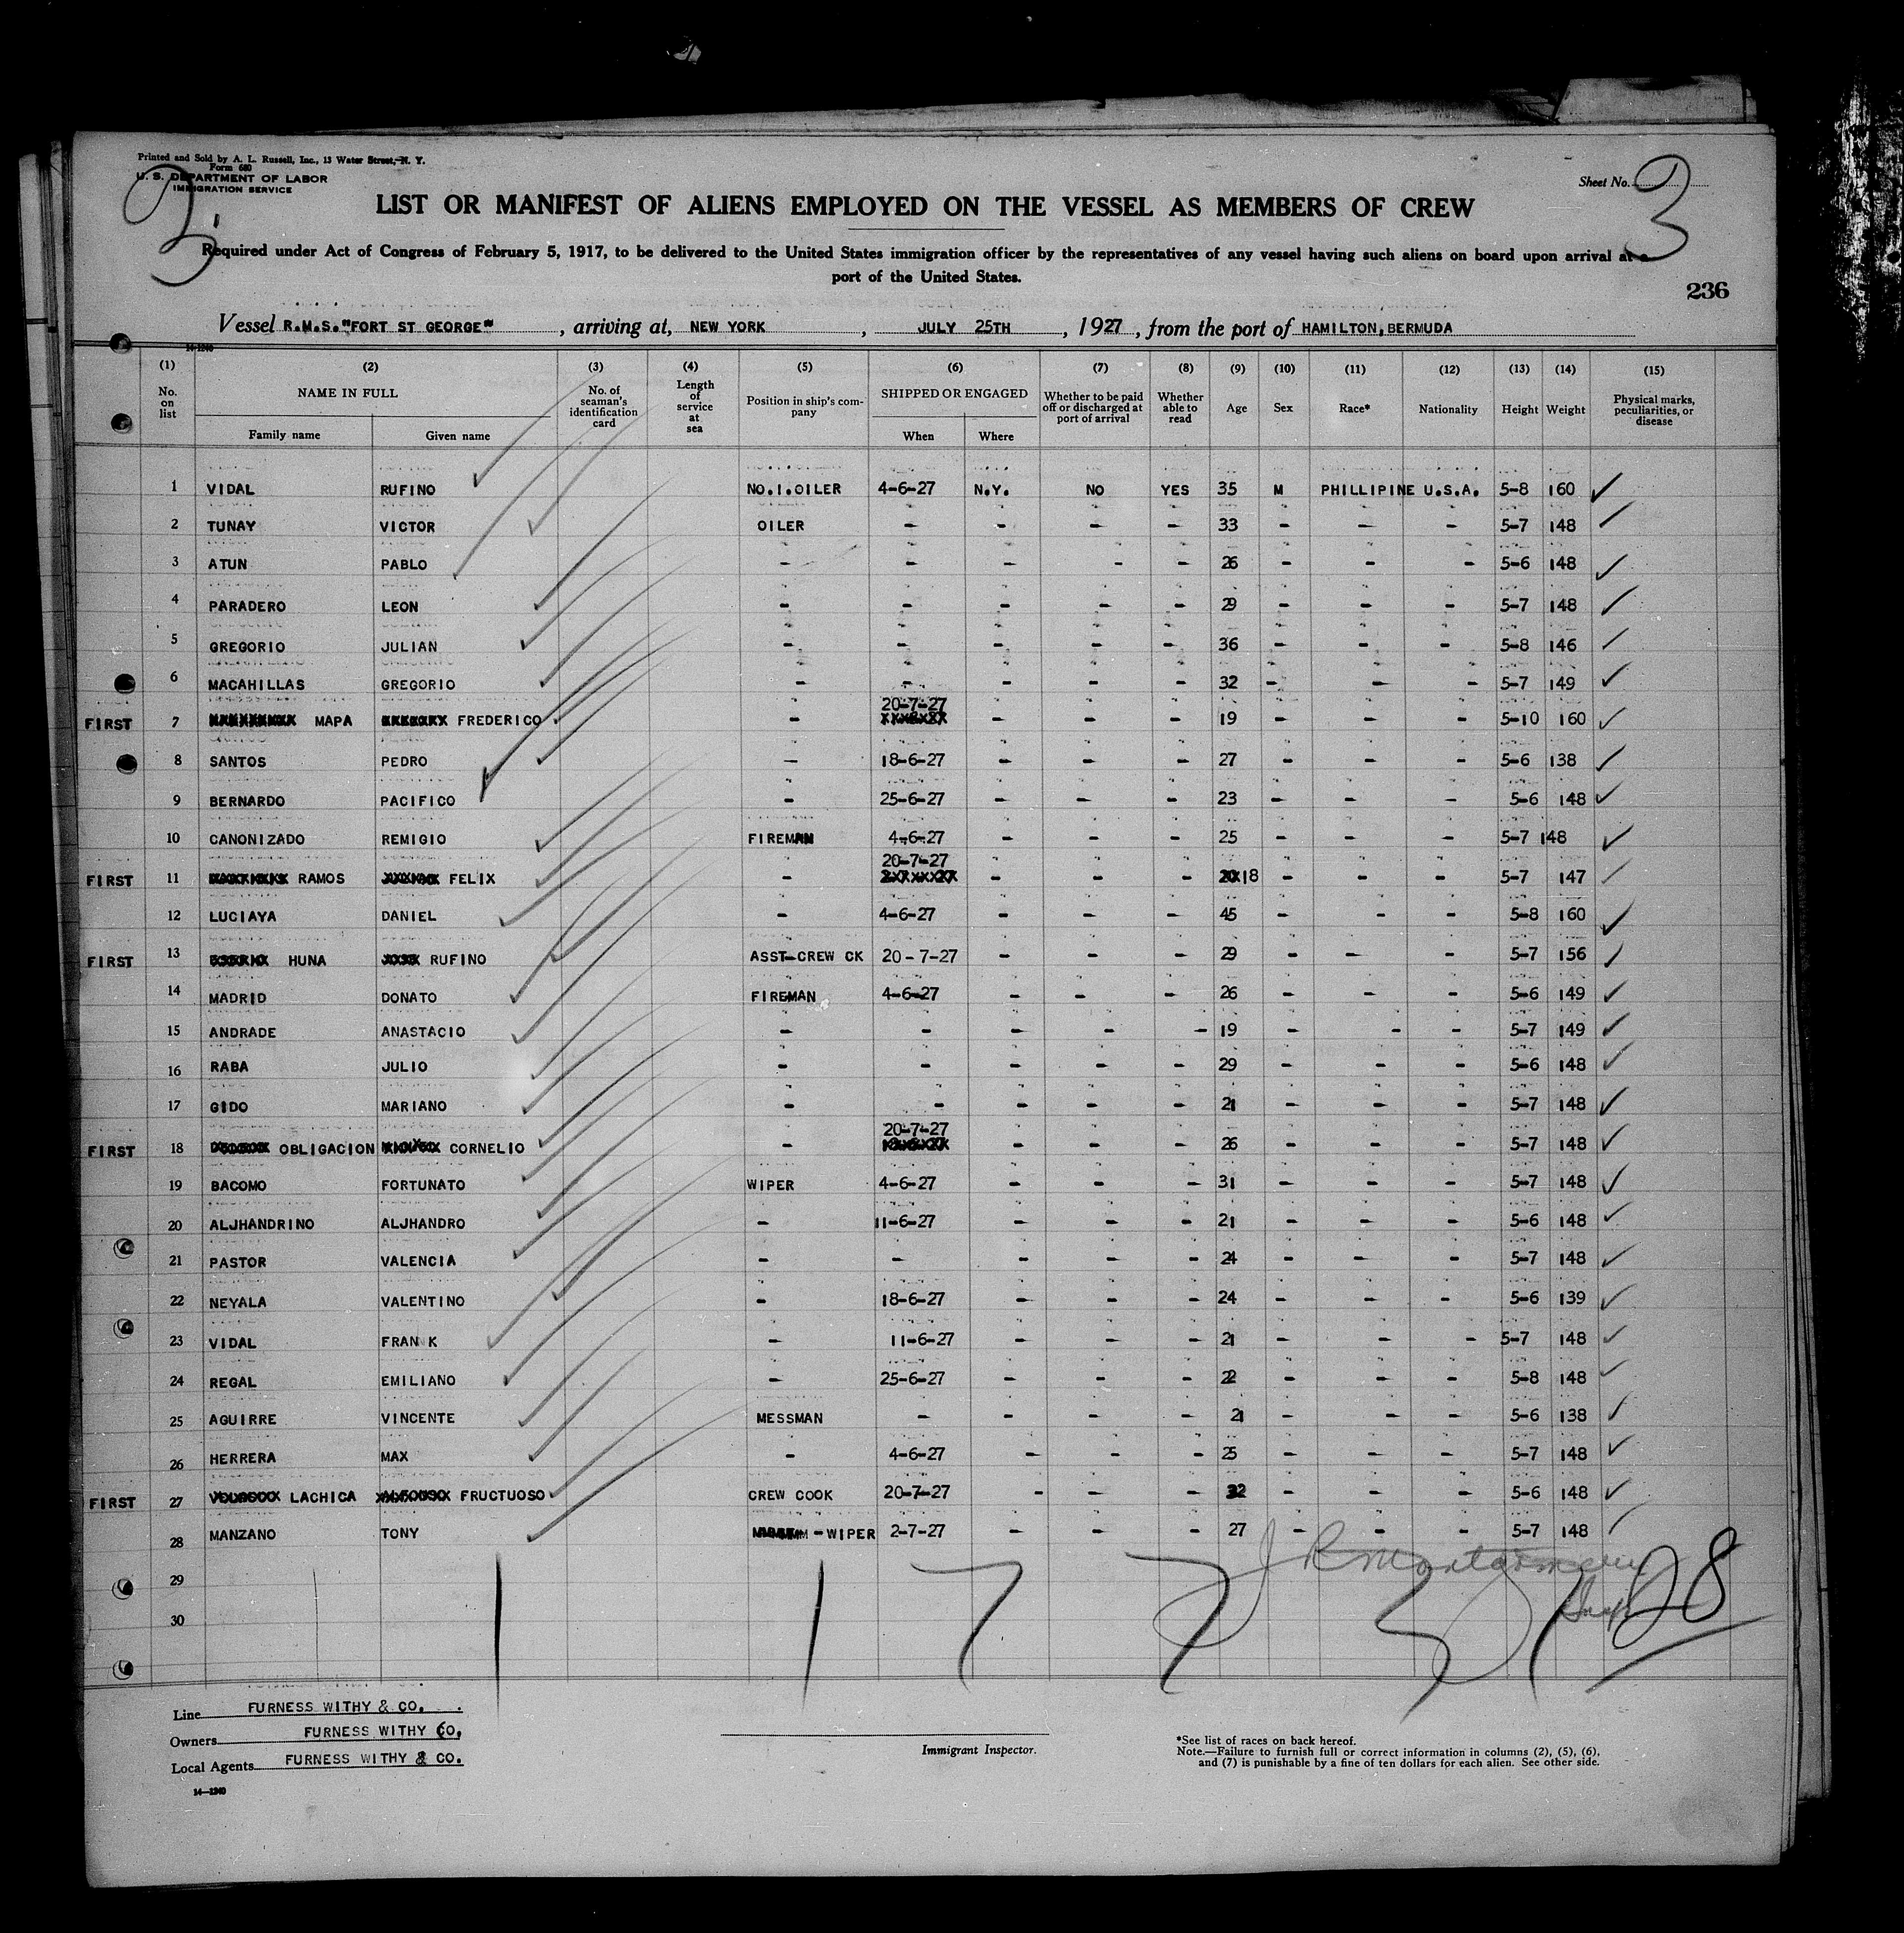 Printed and Sold by A. L. Russell, Inc., 13 Water Street, N. Y.
Form 680
U. S. DEPARTMENT OF LABOR
IMMIGRATION SERVICE
3
Sheet No. 3
LIST OR MANIFEST OF ALIENS EMPLOYED ON THE VESSEL AS MEMBERS OF CREW
Required under Act of Congress of February 5, 1917, to be delivered to the United States immigration officer by the representatives of any vessel having such aliens on board upon arrival at a
port of the United States.
236
Vessel R.M.S."FORT ST GEORGE" , arriving at, NEW YORK , JULY 25TH , 1927 , from the port of HAMILTON, BERMUDA
14-1240
(1) No. on list (2) NAME IN FULL Family name Given name (3) No. of seaman's identification card (4) Length of service at sea (5) Position in ship's company (6) SHIPPED OR ENGAGED When Where (7) Whether to be paid off or discharged at port of arrival (8) Whether able to read (9) Age (10) Sex (11) Race* (12) Nationality (13) Height (14) Weight (15) Physical marks, peculiarities, or disease
1 VIDAL RUFINO NO.1.OILER 4-6-27 N.Y. NO YES 35 M PHILLIPINE U.S.A. 5-8 160
2 TUNAY VICTOR OILER - - - - 33 - - - 5-7 148
3 ATUN PABLO - - - - - 26 - - - 5-6 148
4 PARADERO LEON - - - - - 29 - - - 5-7 148
5 GREGORIO JULIAN - - - - - 36 - - - 5-8 146
6 MACAHILLAS GREGORIO - - - - - 32 - - - 5-7 149
FIRST 7 MAPA FREDERICO - 20-7-27 - - - 19 - - - 5-10 160
8 SANTOS PEDRO - 18-6-27 - - - 27 - - - 5-6 138
9 BERNARDO PACIFICO - 25-6-27 - - - 23 - - - 5-6 148
10 CANONIZADO REMIGIO FIREMAN 4-6-27 - - - 25 - - - 5-7 148
FIRST 11 RAMOS FELIX - 20-7-27 - - - 18 - - - 5-7 147
12 LUCIAYA DANIEL - 4-6-27 - - - 45 - - - 5-8 160
FIRST 13 HUNA RUFINO ASST-CREW CK 20-7-27 - - - 29 - - - 5-7 156
14 MADRID DONATO FIREMAN 4-6-27 - - - 26 - - - 5-6 149
15 ANDRADE ANASTACIO - - - - - 19 - - - 5-7 149
16 RABA JULIO - - - - - 29 - - - 5-6 148
17 GIDO MARIANO - - - - - 21 - - - 5-7 148
FIRST 18 OBLIGACION CORNELIO - 20-7-27 - - - 26 - - - 5-7 148
19 BACOMO FORTUNATO WIPER 4-6-27 - - - 31 - - - 5-7 148
20 ALJHANDRINO ALJHANDRO - 11-6-27 - - - 21 - - - 5-6 148
21 PASTOR VALENCIA - - - - - 24 - - - 5-7 148
22 NEYALA VALENTINO - 18-6-27 - - - 24 - - - 5-6 139
23 VIDAL FRANK - 11-6-27 - - - 21 - - - 5-7 148
24 REGAL EMILIANO - 25-6-27 - - - 22 - - - 5-8 148
25 AGUIRRE VINCENTE MESSMAN - - - - 21 - - - 5-6 138
26 HERRERA MAX - 4-6-27 - - - 25 - - - 5-7 148
FIRST 27 LACHICA FRUCTUOSO CREW COOK 20-7-27 - - - 32 - - - 5-6 148
28 MANZANO TONY -WIPER 2-7-27 - - - 27 - - - 5-7 148
29
30
28
Line FURNESS WITHY & CO.
Owners FURNESS WITHY CO,
Local Agents FURNESS WITHY & CO.
14-1240
Immigrant Inspector.
*See list of races on back hereof.
Note.—Failure to furnish full or correct information in columns (2), (5), (6),
and (7) is punishable by a fine of ten dollars for each alien. See other side.